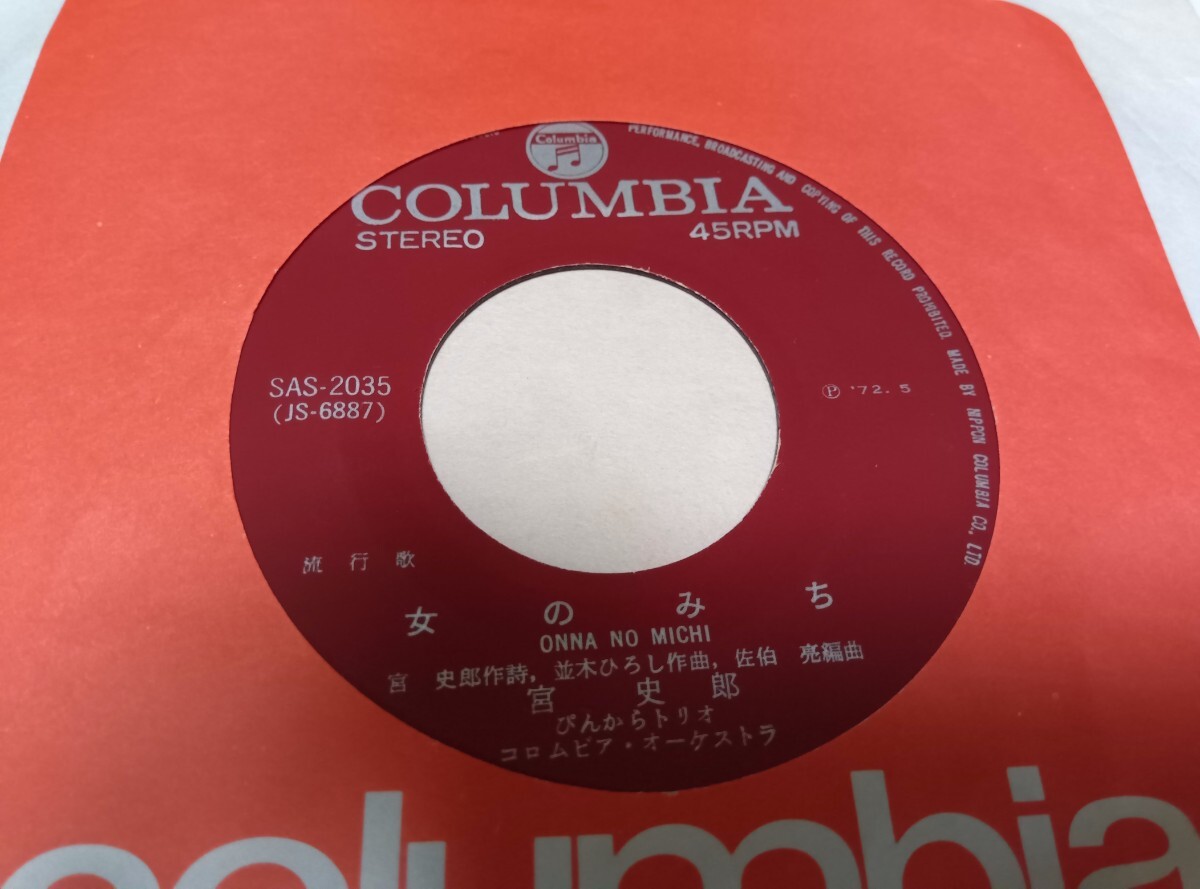 Columbia
COLUMBIA
STEREO 45RPM
PERFORMANCE, BROADCASTING AND COPYING OF THIS RECORD PROHIBITED. MADE BY NIPPON COLUMBIA CO., LTD.
SAS-2035
(JS-6887)
Ⓟ '72. 5
流行歌
女のみち
ONNA NO MICHI
宮 史郎作詩, 並木ひろし作曲, 佐伯 亮編曲
宮 史 郎
ぴんからトリオ
コロムビア・オーケストラ
columbia